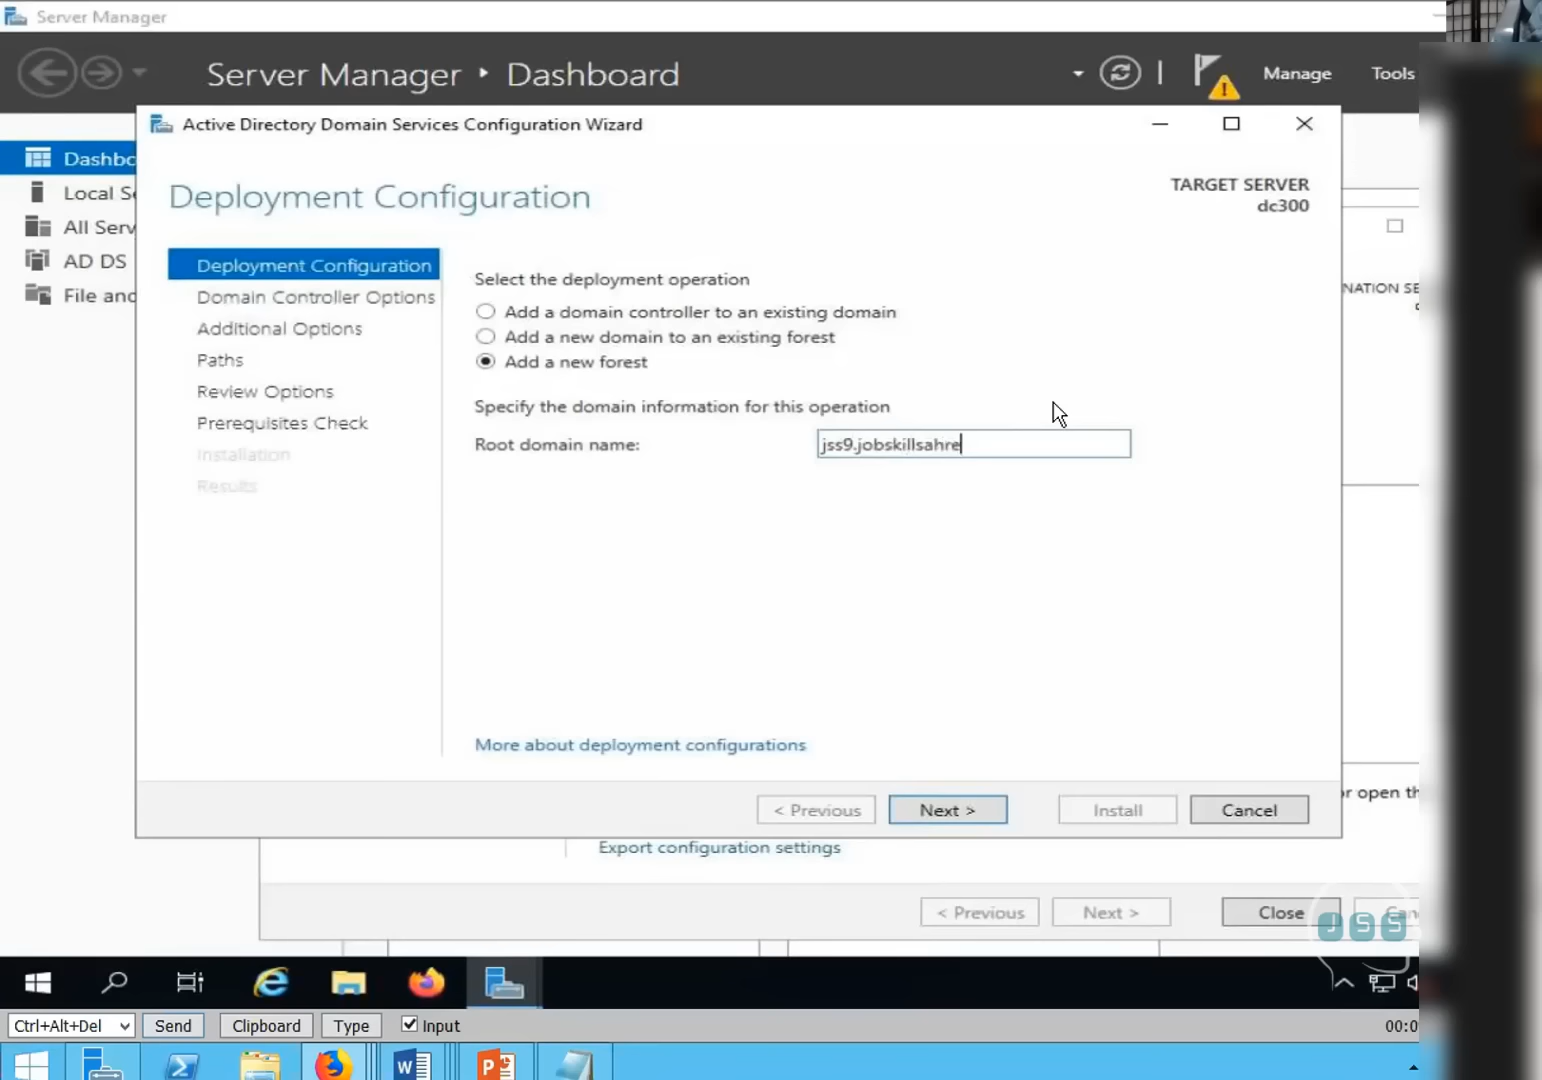 Server Manager
Server Manager ‣ Dashboard
Manage
Tools
Active Directory Domain Services Configuration Wizard
Dashbo
Local Se
All Serv
AD DS
File and
Deployment Configuration
TARGET SERVER
dc300
Deployment Configuration
Domain Controller Options
Additional Options
Paths
Review Options
Prerequisites Check
Installation
Results
Select the deployment operation
Add a domain controller to an existing domain
Add a new domain to an existing forest
Add a new forest
Specify the domain information for this operation
Root domain name:
jss9.jobskillsahre
More about deployment configurations
< Previous
Next >
Install
Cancel
NATION SE
r open th
Export configuration settings
< Previous
Next >
Close
Can
JSS
Ctrl+Alt+Del
Send
Clipboard
Type
Input
00:0